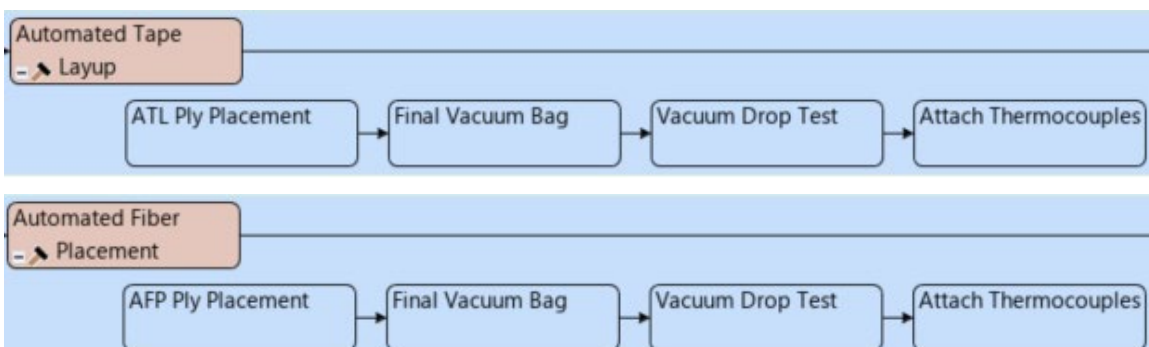 Automated Tape
Layup
ATL Ply Placement
Final Vacuum Bag
Vacuum Drop Test
Attach Thermocouples
Automated Fiber
Placement
AFP Ply Placement
Final Vacuum Bag
Vacuum Drop Test
Attach Thermocouples